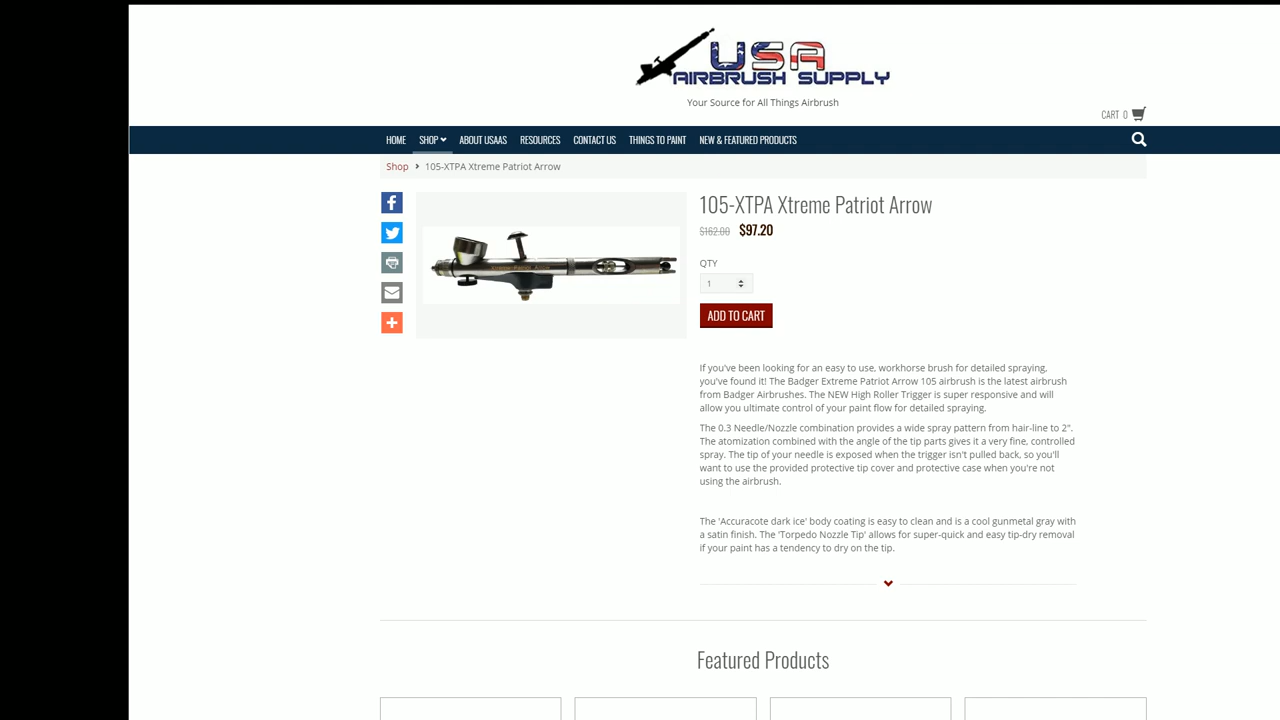 USA
AIRBRUSH SUPPLY
Your Source for All Things Airbrush
CART 0
HOME SHOP ABOUT USAAS RESOURCES CONTACT US THINGS TO PAINT NEW & FEATURED PRODUCTS
Shop 105-XTPA Xtreme Patriot Arrow
105-XTPA Xtreme Patriot Arrow
$162.00 $97.20
QTY
1
ADD TO CART
If you've been looking for an easy to use, workhorse brush for detailed spraying,
you've found it! The Badger Extreme Patriot Arrow 105 airbrush is the latest airbrush
from Badger Airbrushes. The NEW High Roller Trigger is super responsive and will
allow you ultimate control of your paint flow for detailed spraying.
The 0.3 Needle/Nozzle combination provides a wide spray pattern from hair-line to 2".
The atomization combined with the angle of the tip parts gives it a very fine, controlled
spray. The tip of your needle is exposed when the trigger isn't pulled back, so you'll
want to use the provided protective tip cover and protective case when you're not
using the airbrush.
The 'Accuracote dark ice' body coating is easy to clean and is a cool gunmetal gray with
a satin finish. The 'Torpedo Nozzle Tip' allows for super-quick and easy tip-dry removal
if your paint has a tendency to dry on the tip.
Featured Products